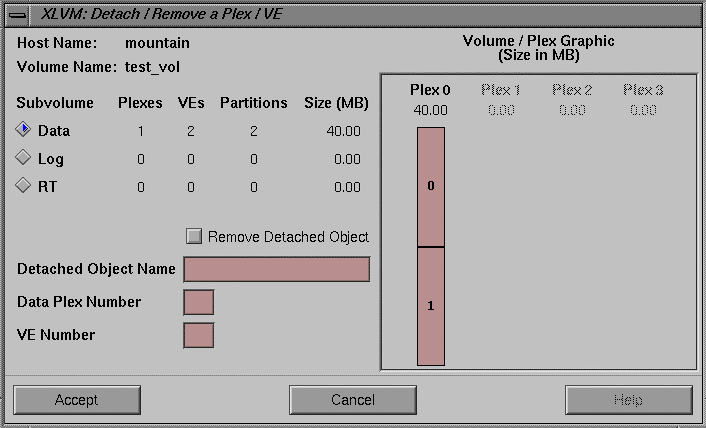 XLVM: Detach / Remove a Plex / VE
Host Name: mountain
Volume Name: test_vol
Subvolume Plexes VEs Partitions Size (MB)
Data 1 2 2 40.00
Log 0 0 0 0.00
RT 0 0 0 0.00
Remove Detached Object
Detached Object Name
Data Plex Number
VE Number
Volume / Plex Graphic
(Size in MB)
Plex 0 Plex 1 Plex 2 Plex 3
40.00 0.00 0.00 0.00
0
1
Accept Cancel Help